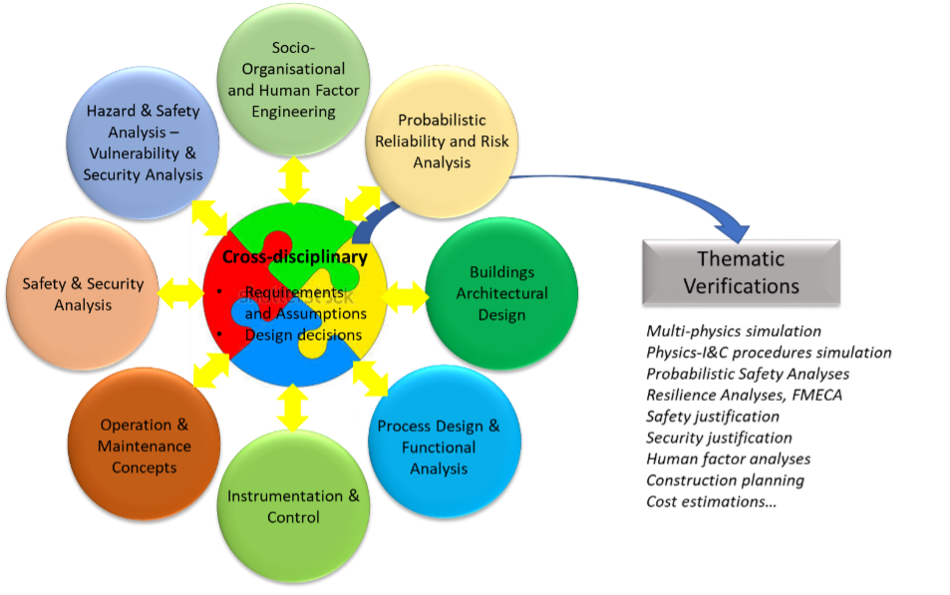 Socio-
Organisational
and Human Factor
Engineering
Hazard & Safety
Analysis –
Vulnerability &
Security Analysis
Probabilistic
Reliability and Risk
Analysis
Safety & Security
Analysis
Cross-disciplinary
• Requirements
and Assumptions
• Design decisions
Buildings
Architectural
Design
Operation &
Maintenance
Concepts
Process Design &
Functional
Analysis
Instrumentation &
Control
Thematic
Verifications
Multi-physics simulation
Physics-I&C procedures simulation
Probabilistic Safety Analyses
Resilience Analyses, FMECA
Safety justification
Security justification
Human factor analyses
Construction planning
Cost estimations…